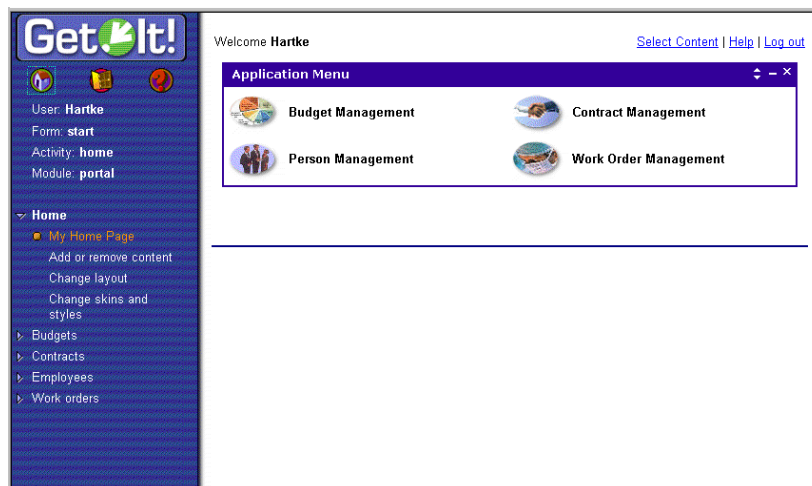 Get It!
User: Hartke
Form: start
Activity: home
Module: portal
Home
My Home Page
Add or remove content
Change layout
Change skins and
styles
Budgets
Contracts
Employees
Work orders
Welcome Hartke
Select Content | Help | Log out
Application Menu
Budget Management
Contract Management
Person Management
Work Order Management